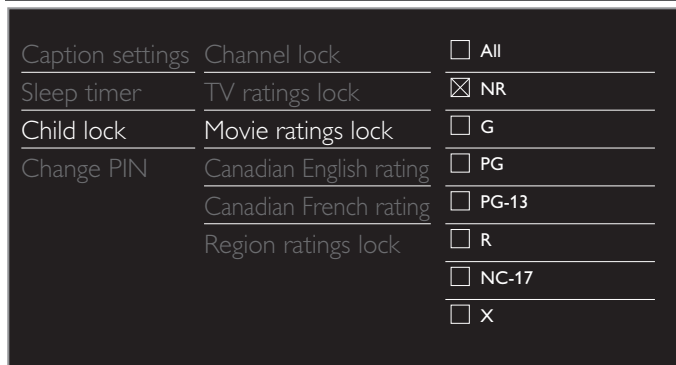 Caption settings
Sleep timer
Child lock
Change PIN
Channel lock
TV ratings lock
Movie ratings lock
Canadian English rating
Canadian French rating
Region ratings lock
All
NR
G
PG
PG-13
R
NC-17
X